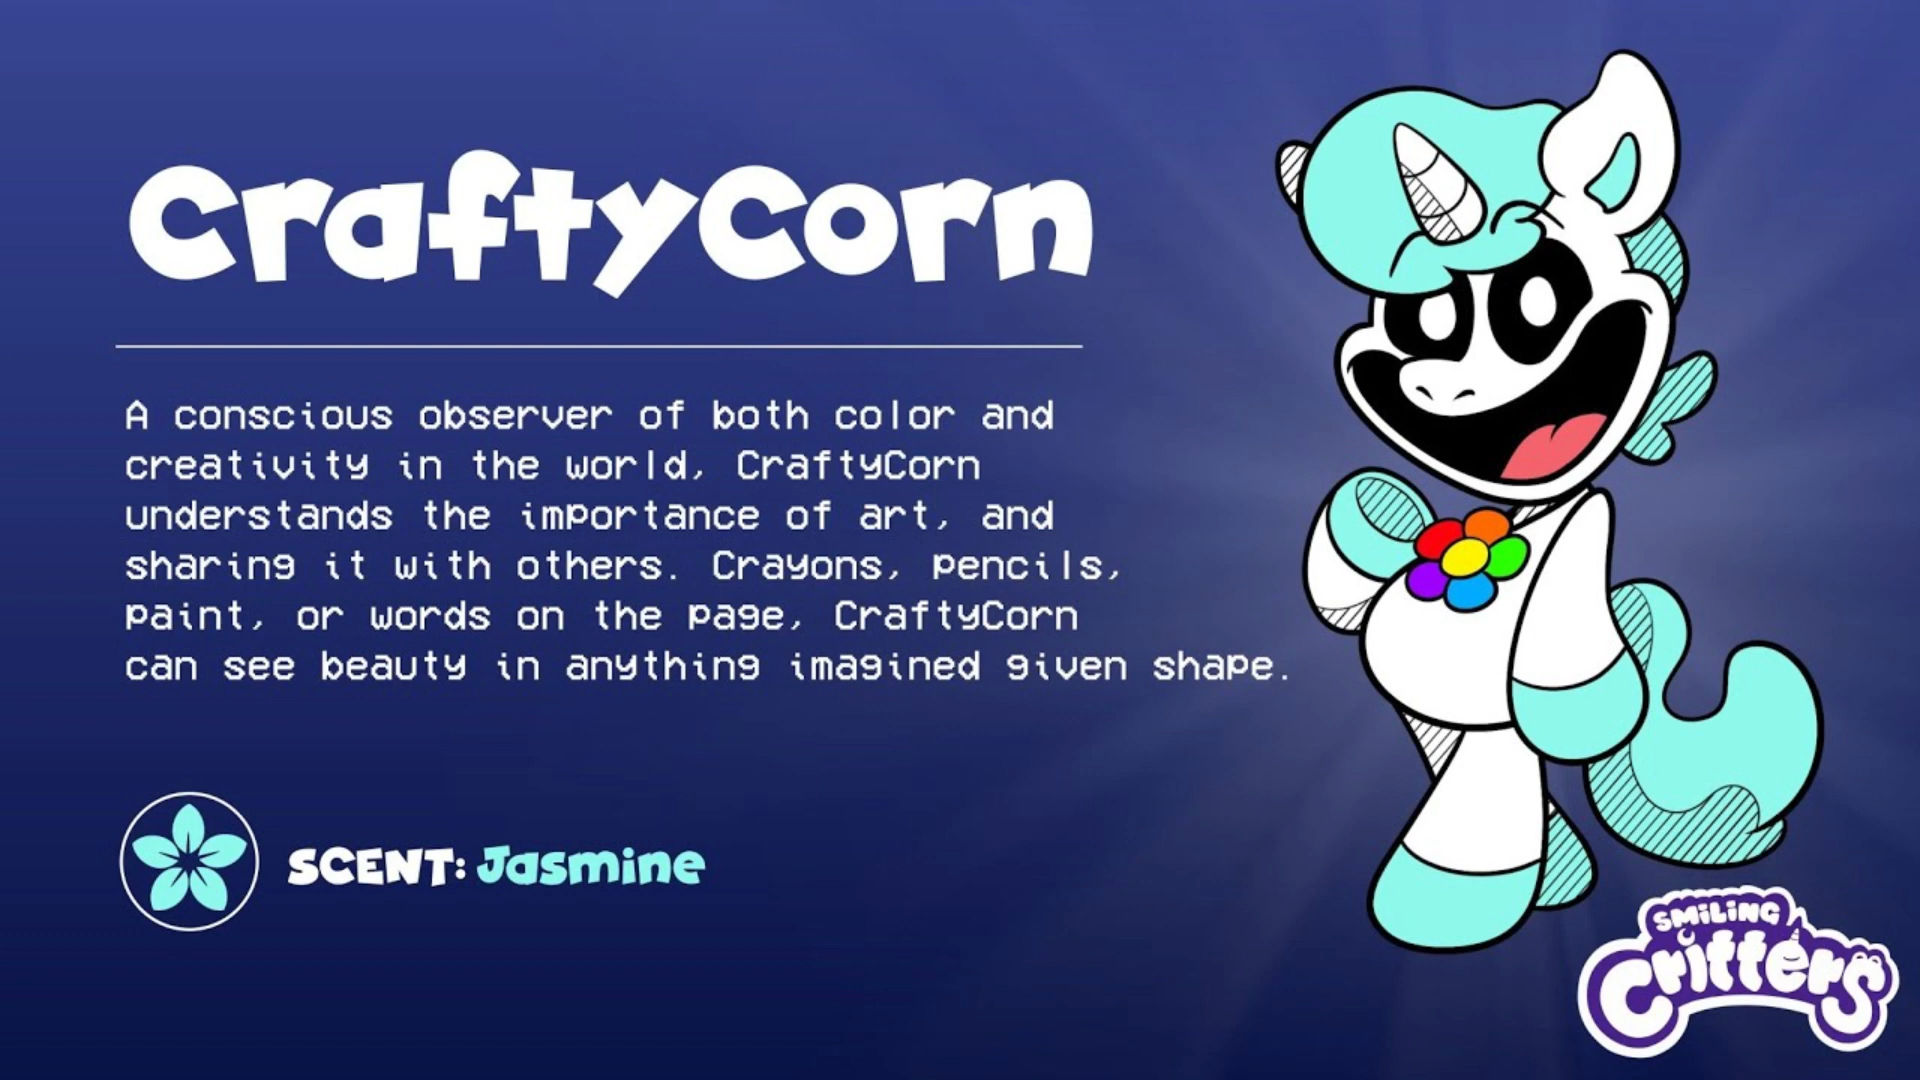 CraftyCorn
A conscious observer of both color and
creativity in the world, CraftyCorn
understands the importance of art, and
sharing it with others. Crayons, pencils,
paint, or words on the page, CraftyCorn
can see beauty in anything imagined given shape.
SCENT: Jasmine
SMiLiNG
Critters